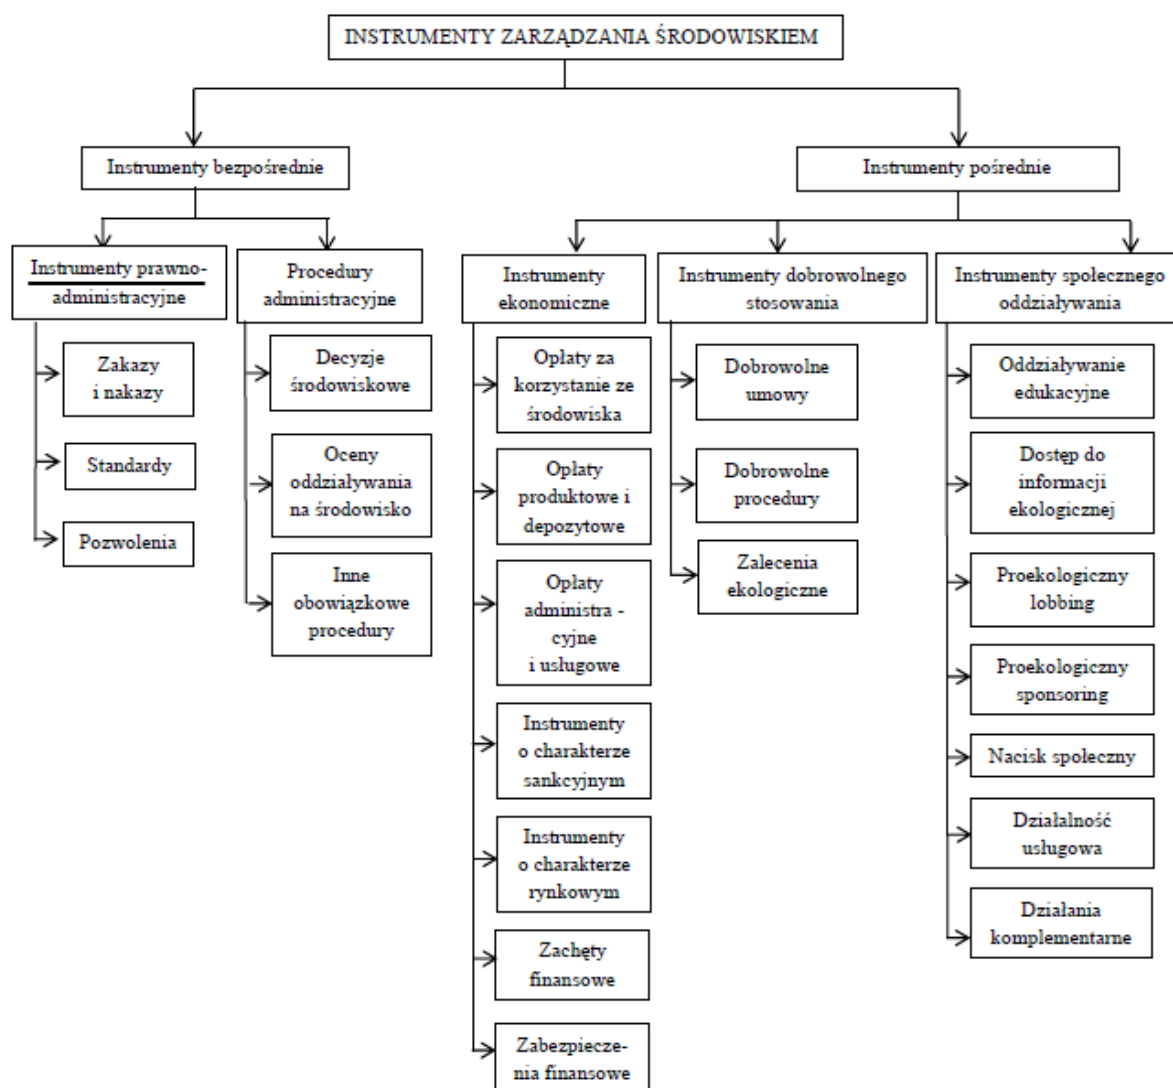 INSTRUMENTY ZARZĄDZANIA ŚRODOWISKIEM
Instrumenty bezpośrednie
Instrumenty pośrednie
Instrumenty prawno-
administracyjne
Procedury
administracyjne
Instrumenty
ekonomiczne
Instrumenty dobrowolnego
stosowania
Instrumenty społecznego
oddziaływania
Zakazy
i nakazy
Standardy
Pozwolenia
Decyzje
środowiskowe
Oceny
oddziaływania
na środowisko
Inne
obowiązkowe
procedury
Opłaty za
korzystanie ze
środowiska
Opłaty
produktowe i
depozytowe
Opłaty
administra -
cyjne
i usługowe
Instrumenty
o charakterze
sankcyjnym
Instrumenty
o charakterze
rynkowym
Zachęty
finansowe
Zabezpiecze-
nia finansowe
Dobrowolne
umowy
Dobrowolne
procedury
Zalecenia
ekologiczne
Oddziaływanie
edukacyjne
Dostęp do
informacji
ekologicznej
Proekologiczny
lobbing
Proekologiczny
sponsoring
Nacisk społeczny
Działalność
usługowa
Działania
komplementarne